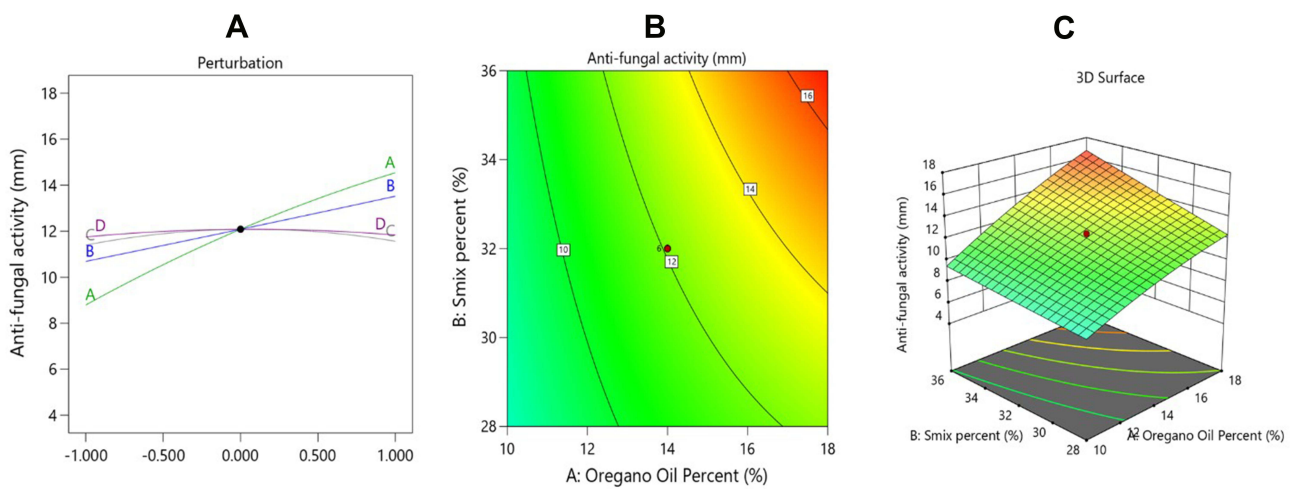 A
B
C
Perturbation
18
16
14
12
10
8
6
4
Anti-fungal activity (mm)
A
B
D
C
B
A
D
C
-1.000
-0.500
0.000
0.500
1.000
Anti-fungal activity (mm)
36
34
32
30
28
B: Smix percent (%)
16
14
10
6
12
10
12
14
16
18
A: Oregano Oil Percent (%)
3D Surface
18
16
14
12
10
8
6
4
Anti-fungal activity (mm)
36
34
32
30
28
B: Smix percent (%)
10
12
14
16
18
A: Oregano Oil Percent (%)